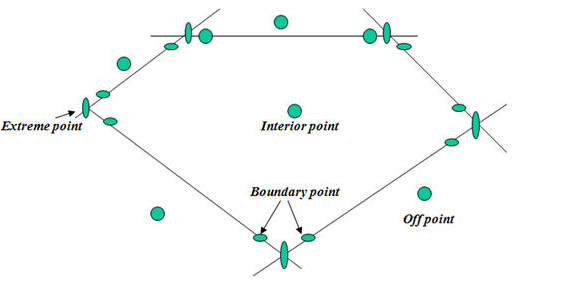 Extreme point
Interior point
Boundary point
Off point